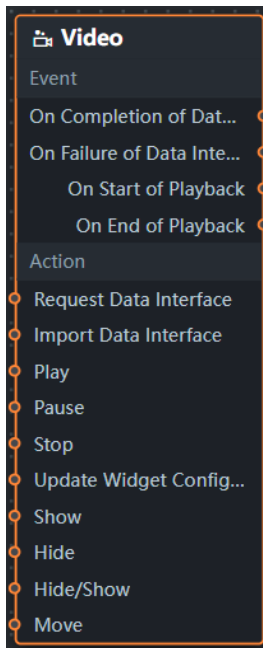 Video
Event
On Completion of Dat...
On Failure of Data Inte...
On Start of Playback
On End of Playback
Action
Request Data Interface
Import Data Interface
Play
Pause
Stop
Update Widget Config...
Show
Hide
Hide/Show
Move